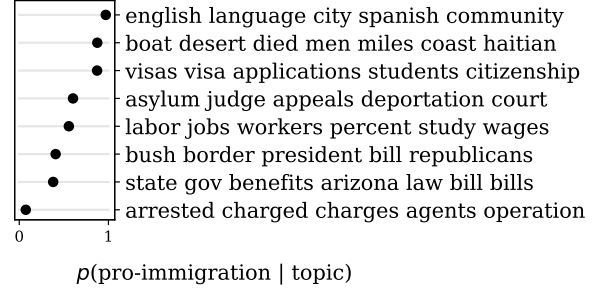 english language city spanish community
boat desert died men miles coast haitian
visas visa applications students citizenship
asylum judge appeals deportation court
labor jobs workers percent study wages
bush border president bill republicans
state gov benefits arizona law bill bills
arrested charged charges agents operation
0 1
p(pro-immigration | topic)